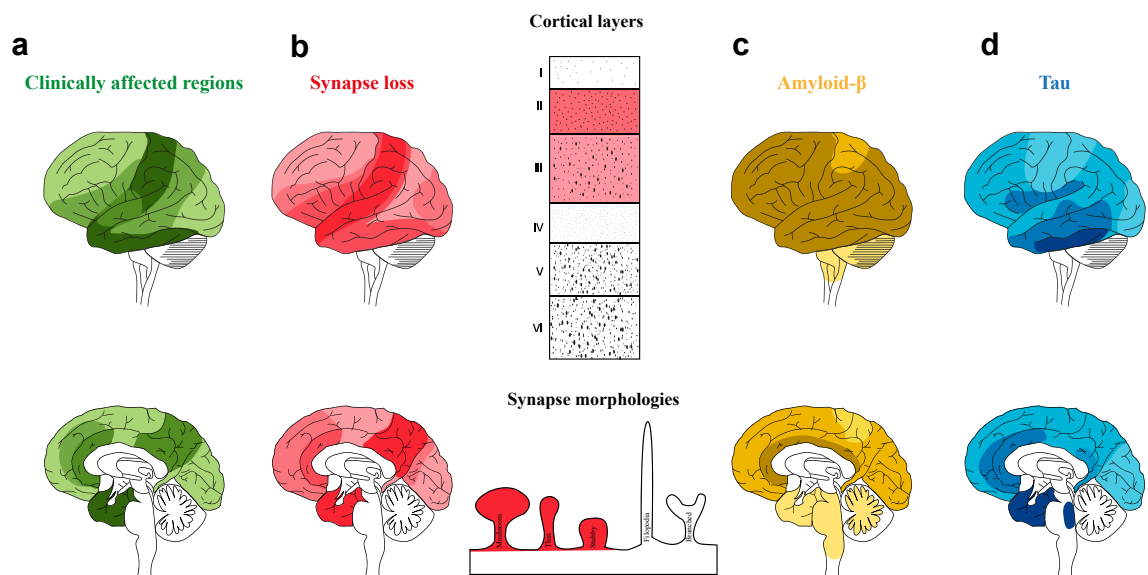 Cortical layers
a
b
c
d
Clinically affected regions
Synapse loss
Amyloid-β
Tau
I
II
III
IV
V
VI
Synapse morphologies
Mushroom
Thin
Stubby
Filopodia
Branched